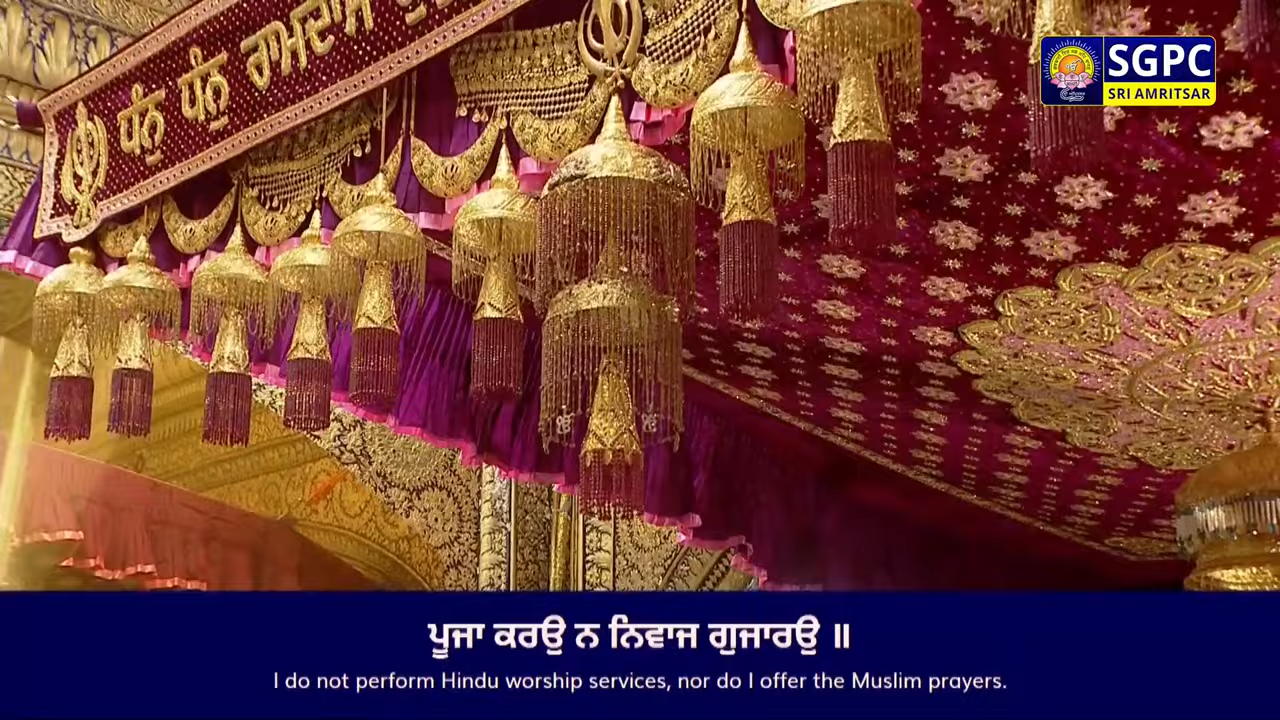 ਧੰਨੁ ਧੰਨੁ ਰਾਮਦਾਸ
SGPC
SRI AMRITSAR
ਪੂਜਾ ਕਰਉ ਨ ਨਿਵਾਜ ਗੁਜਾਰਉ ॥
I do not perform Hindu worship services, nor do I offer the Muslim prayers.